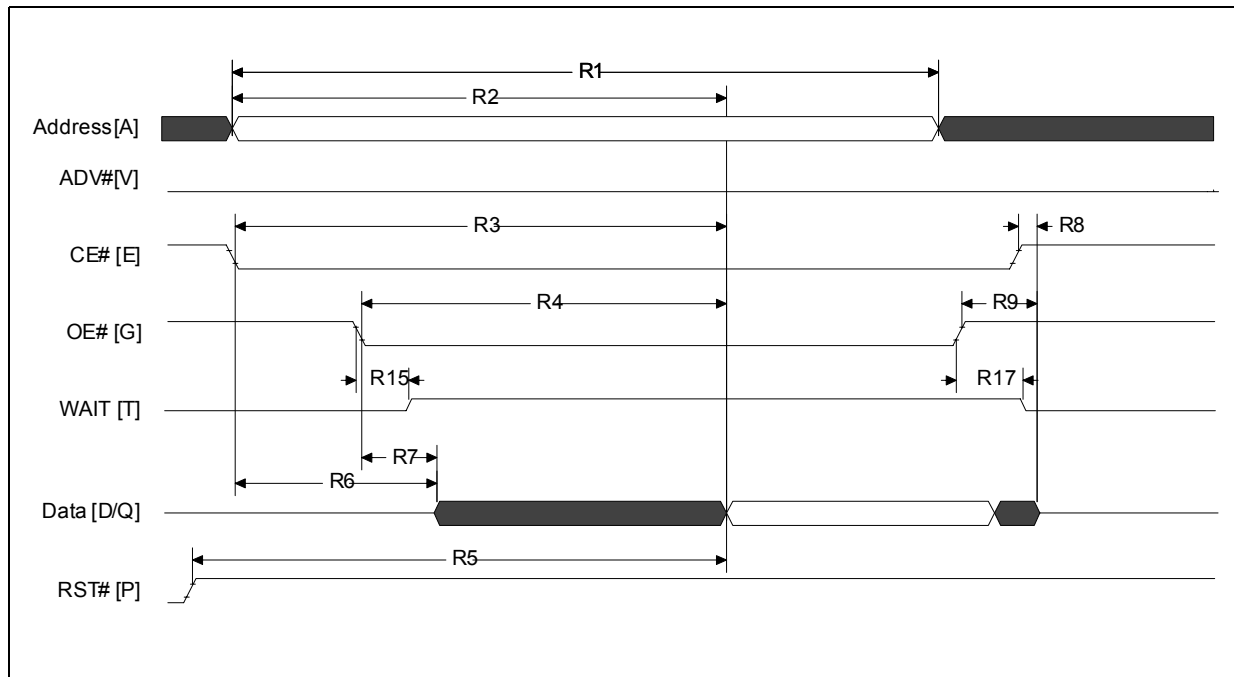 R1
R2
Address [A]
ADV# [V]
R3
R8
CE# [E]
R4
R9
OE# [G]
R15
R17
WAIT [T]
R7
R6
Data [D/Q]
R5
RST# [P]